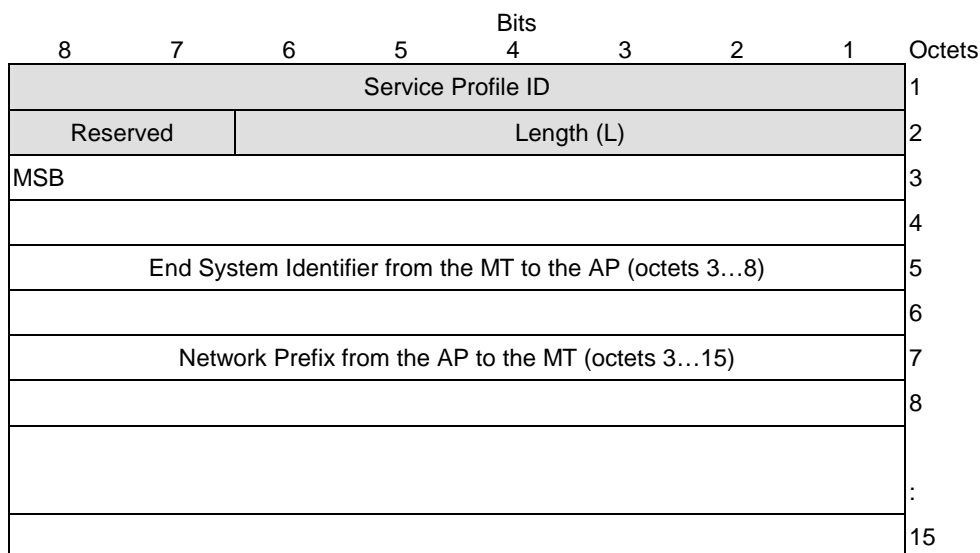 Bits
8 7 6 5 4 3 2 1 Octets
Service Profile ID 1
Reserved Length (L) 2
MSB 3
4
End System Identifier from the MT to the AP (octets 3…8) 5
6
Network Prefix from the AP to the MT (octets 3…15) 7
8
:
15